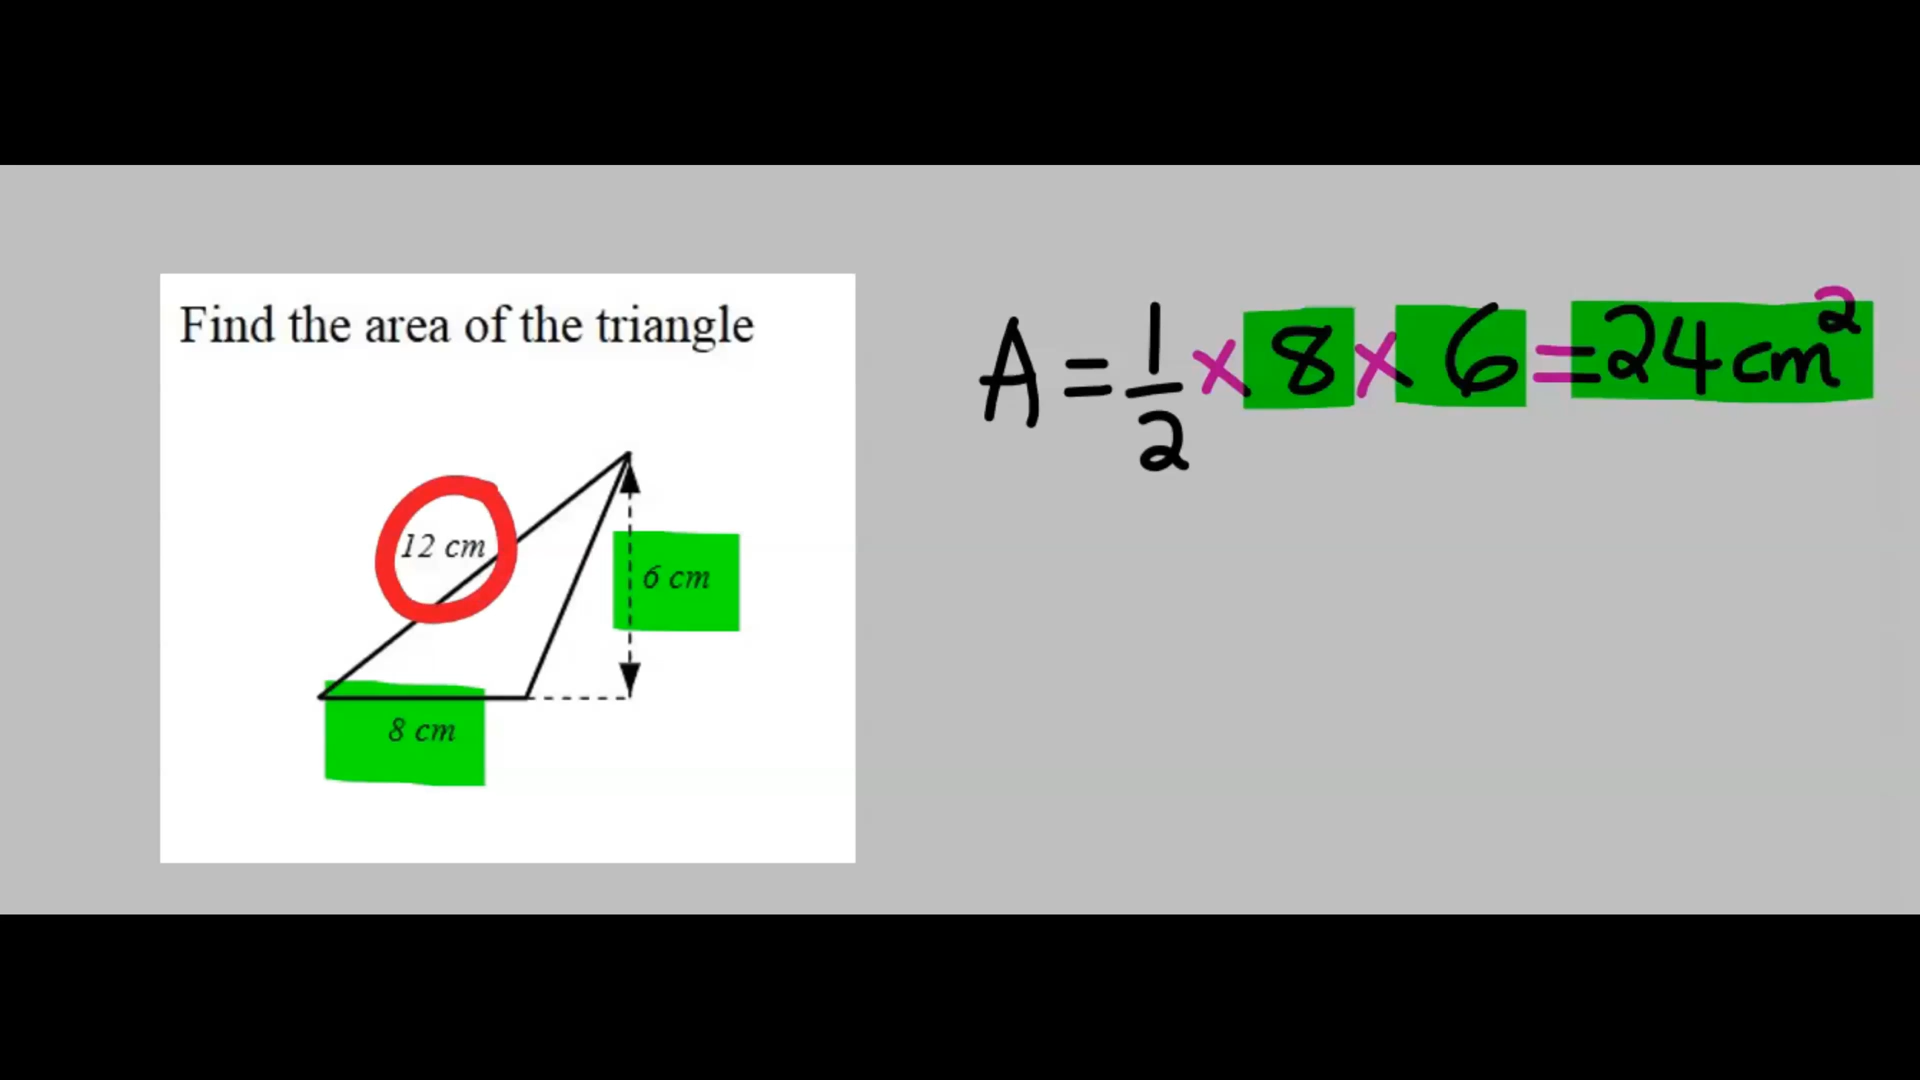 Find the area of the triangle
A = 1/2 × 8 × 6 = 24 cm²
12 cm
6 cm
8 cm